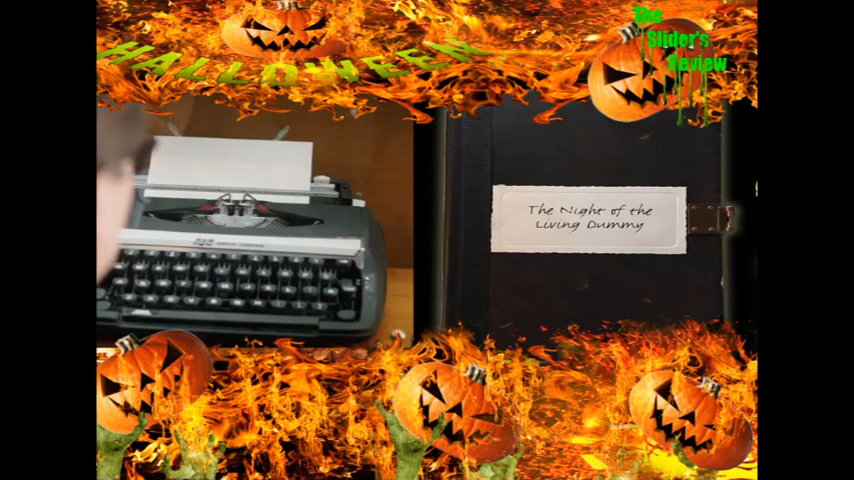 HALLOWEEN
The
Slider's
Review
The Night of the
Living Dummy